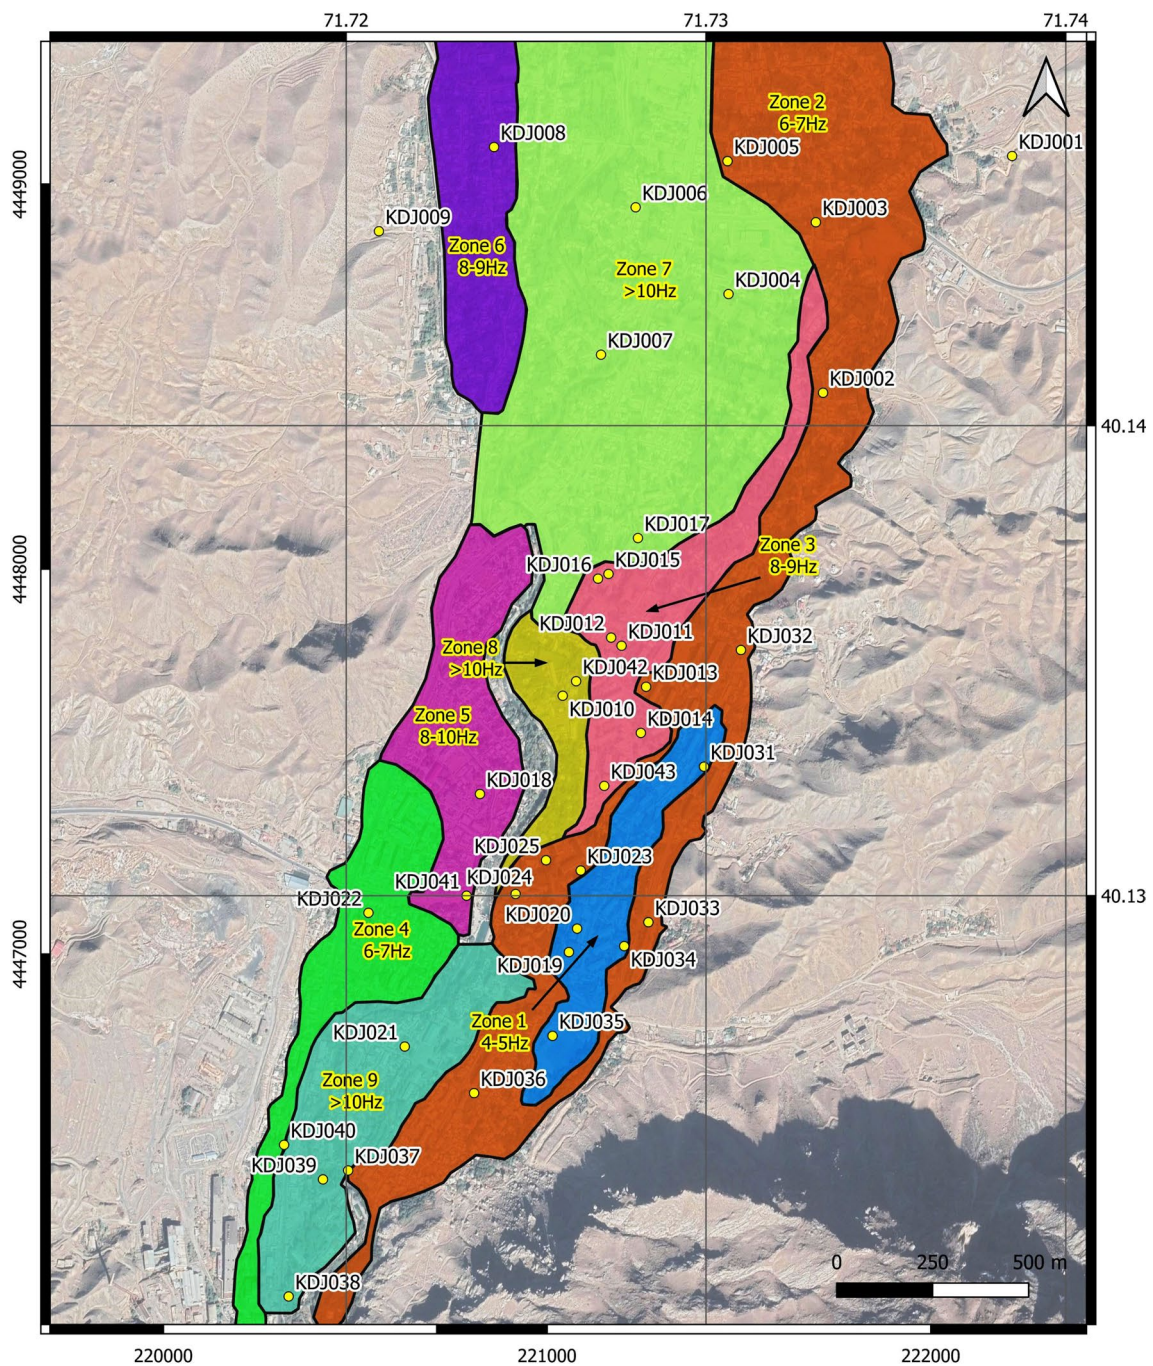 71.72
71.73
71.74
Zone 2
6-7Hz
KDJ008
KDJ005
KDJ001
4449000
KDJ006
KDJ003
KDJ009
Zone 6
8-9Hz
Zone 7
>10Hz
KDJ004
KDJ007
KDJ002
40.14
KDJ017
Zone 3
8-9Hz
KDJ016
KDJ015
4448000
KDJ012
KDJ011
KDJ032
Zone 8
>10Hz
KDJ042
KDJ013
KDJ010
Zone 5
8-10Hz
KDJ014
KDJ031
KDJ018
KDJ043
KDJ025
KDJ023
KDJ041
KDJ024
40.13
KDJ022
KDJ020
KDJ033
Zone 4
6-7Hz
4447000
KDJ019
KDJ034
KDJ021
Zone 1
4-5Hz
KDJ035
Zone 9
>10Hz
KDJ036
KDJ040
KDJ039
KDJ037
KDJ038
0 250 500 m
220000
221000
222000